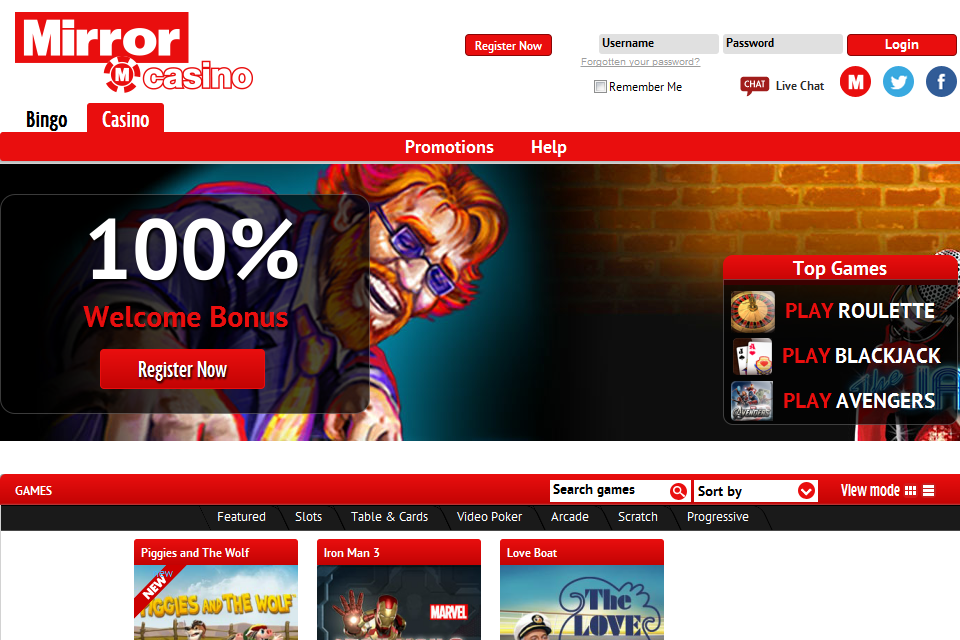 Mirror
casino
M
Register Now
Username
Password
Login
Forgotten your password?
Remember Me
CHAT
Live Chat
M
f
Bingo
Casino
Promotions
Help
100%
Welcome Bonus
Register Now
Top Games
PLAY ROULETTE
PLAY BLACKJACK
PLAY AVENGERS
GAMES
Search games
Sort by
View mode
Featured
Slots
Table & Cards
Video Poker
Arcade
Scratch
Progressive
Piggies and The Wolf
Iron Man 3
Love Boat
NEW
PIGGIES AND THE WOLF
MARVEL
The
LOVE